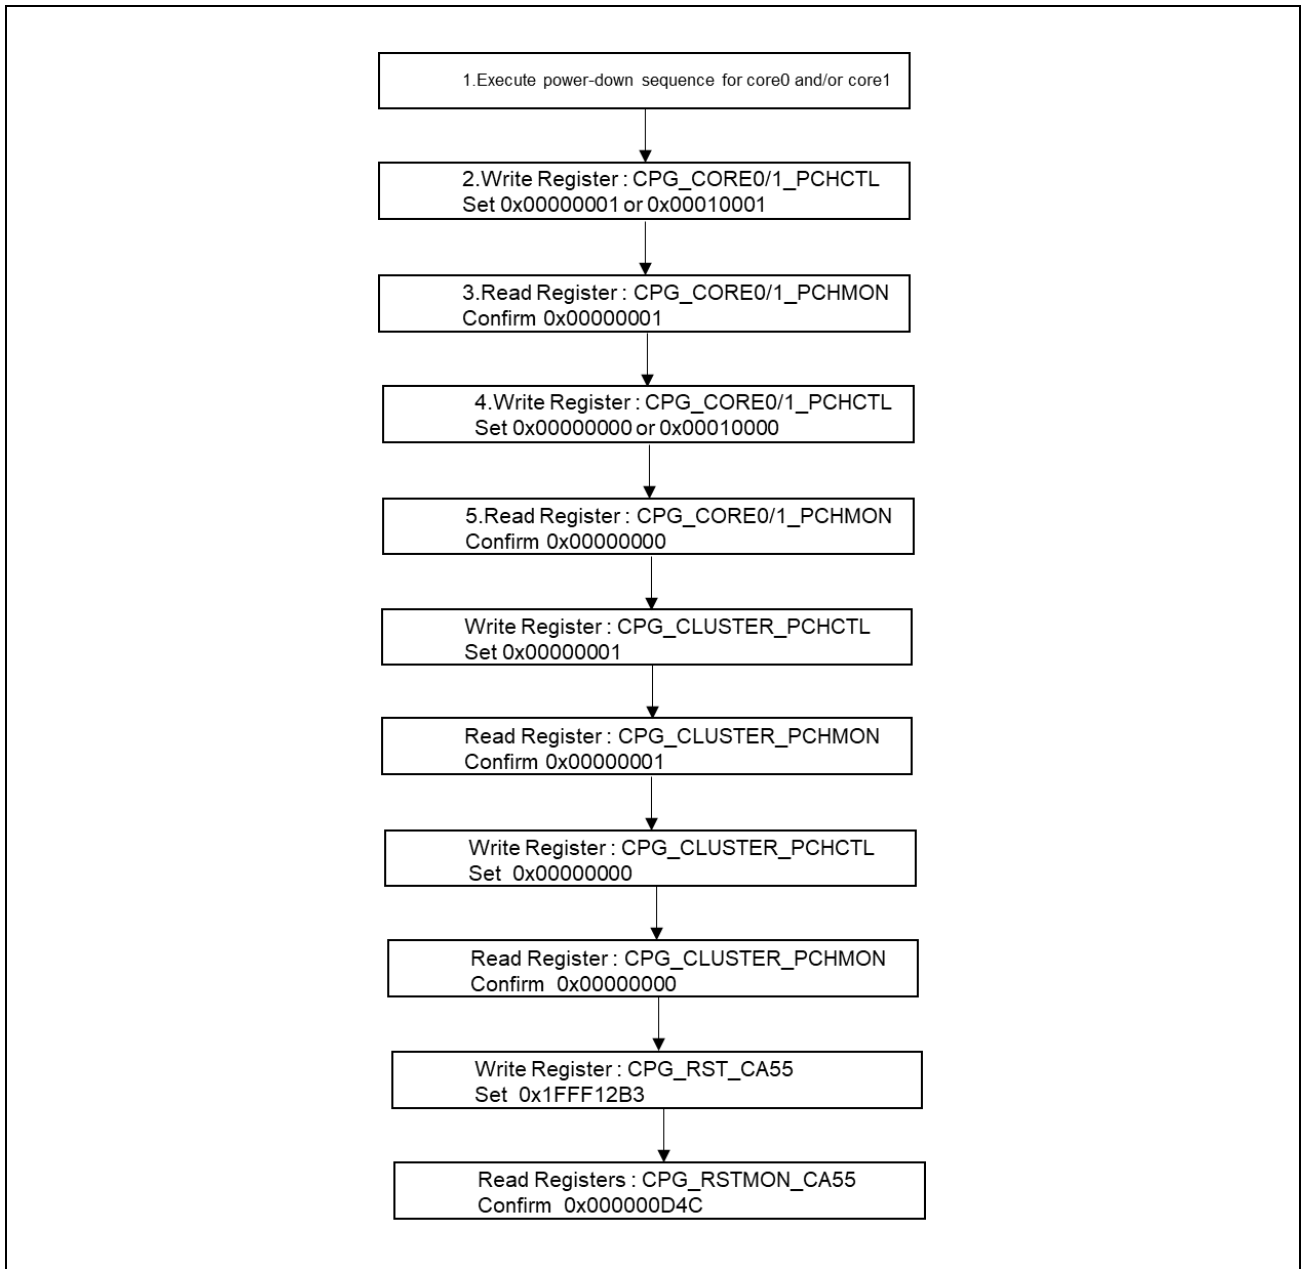 1.Execute power-down sequence for core0 and/or core1
2.Write Register : CPG_CORE0/1_PCHCTL
Set 0x00000001 or 0x00010001
3.Read Register : CPG_CORE0/1_PCHMON
Confirm 0x00000001
4.Write Register : CPG_CORE0/1_PCHCTL
Set 0x00000000 or 0x00010000
5.Read Register : CPG_CORE0/1_PCHMON
Confirm 0x00000000
Write Register : CPG_CLUSTER_PCHCTL
Set 0x00000001
Read Register : CPG_CLUSTER_PCHMON
Confirm 0x00000001
Write Register : CPG_CLUSTER_PCHCTL
Set 0x00000000
Read Register : CPG_CLUSTER_PCHMON
Confirm 0x00000000
Write Register : CPG_RST_CA55
Set 0x1FFF12B3
Read Registers : CPG_RSTMON_CA55
Confirm 0x000000D4C